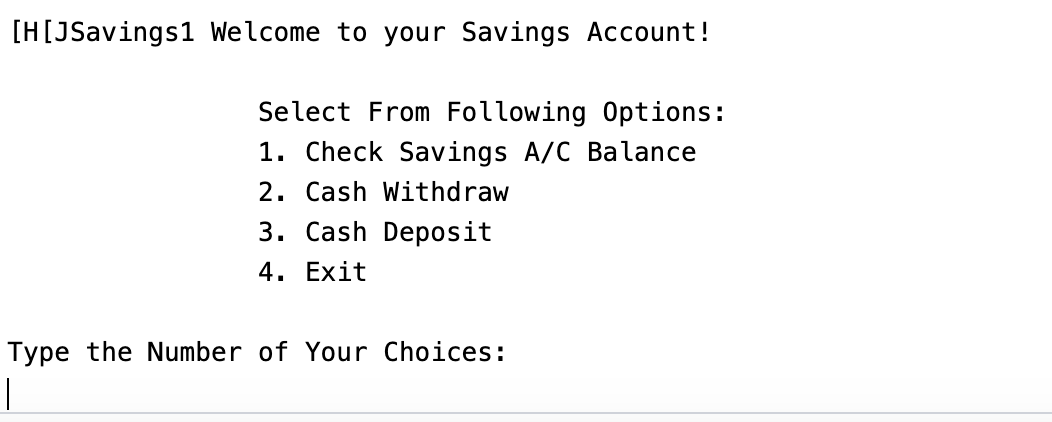 [H[JSavings1 Welcome to your Savings Account!
Select From Following Options:
1. Check Savings A/C Balance
2. Cash Withdraw
3. Cash Deposit
4. Exit
Type the Number of Your Choices: